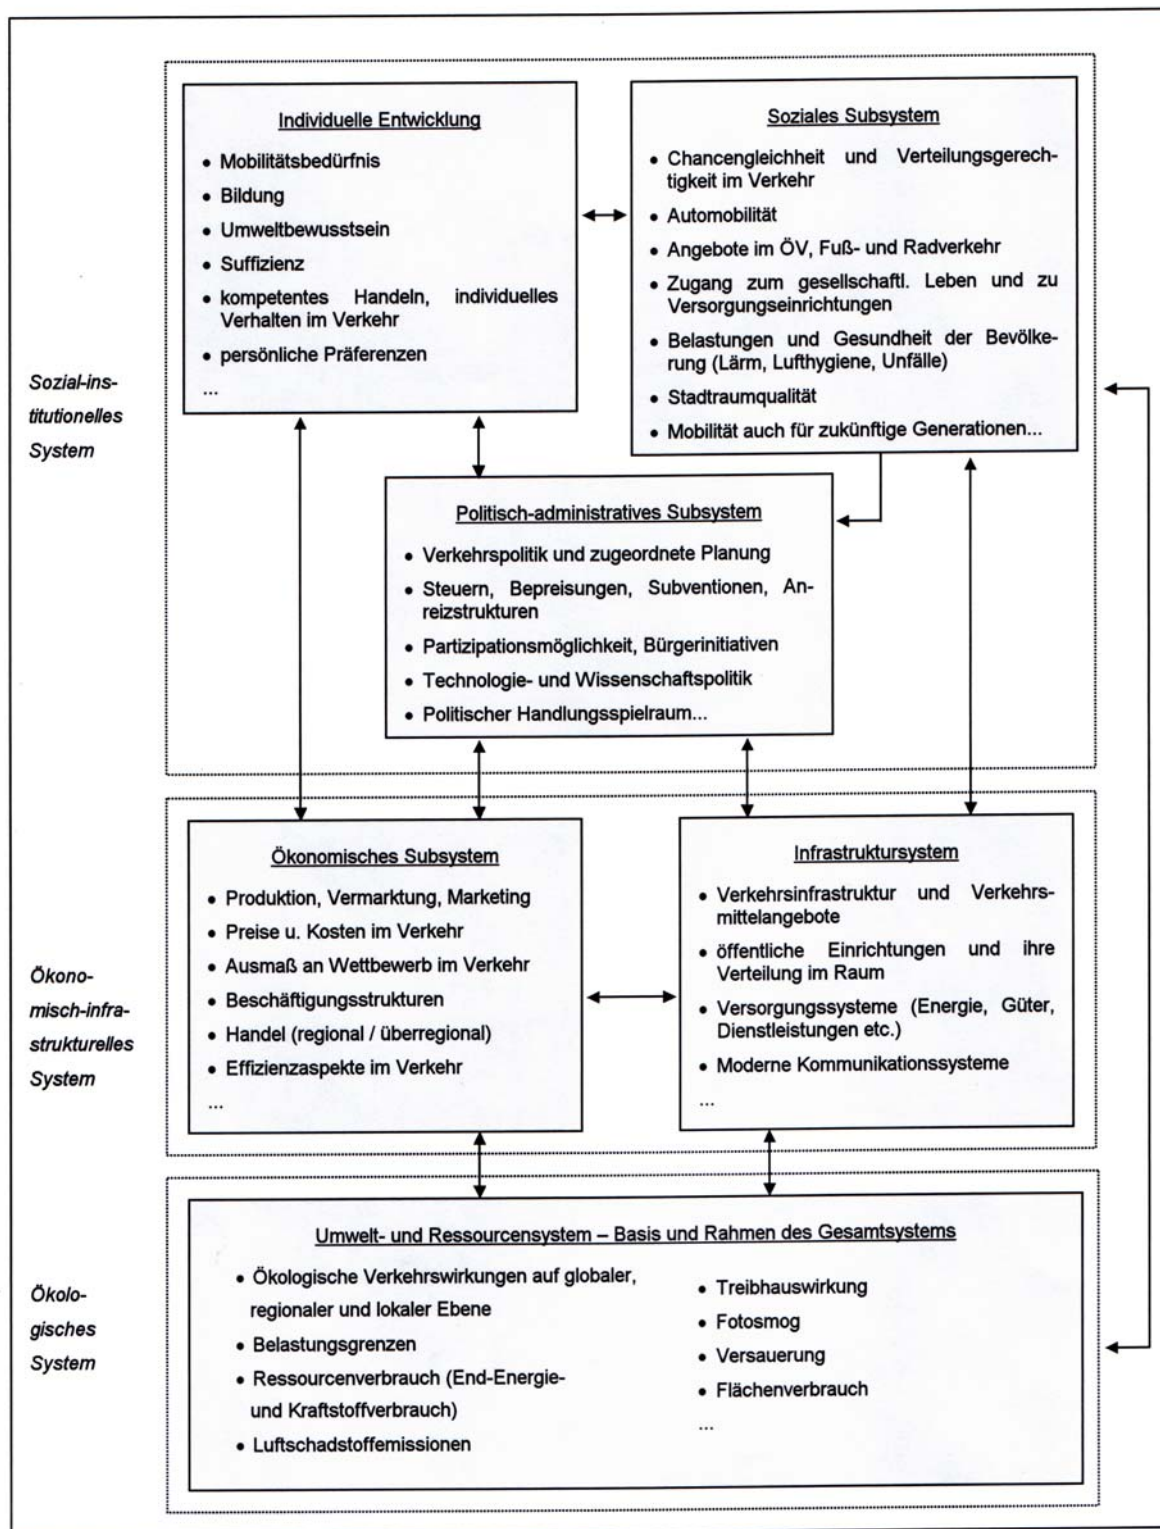 Individuelle Entwicklung
• Mobilitätsbedürfnis
• Bildung
• Umweltbewusstsein
• Suffizienz
• kompetentes Handeln, individuelles
Verhalten im Verkehr
• persönliche Präferenzen
...
Soziales Subsystem
• Chancengleichheit und Verteilungsgerech-
tigkeit im Verkehr
• Automobilität
• Angebote im ÖV, Fuß- und Radverkehr
• Zugang zum gesellschaftl. Leben und zu
Versorgungseinrichtungen
• Belastungen und Gesundheit der Bevölke-
rung (Lärm, Lufthygiene, Unfälle)
• Stadtraumqualität
• Mobilität auch für zukünftige Generationen...
Sozial-ins-
titutionelles
System
Politisch-administratives Subsystem
• Verkehrspolitik und zugeordnete Planung
• Steuern, Bepreisungen, Subventionen, An-
reizstrukturen
• Partizipationsmöglichkeit, Bürgerinitiativen
• Technologie- und Wissenschaftspolitik
• Politischer Handlungsspielraum...
Ökonomisches Subsystem
• Produktion, Vermarktung, Marketing
• Preise u. Kosten im Verkehr
• Ausmaß an Wettbewerb im Verkehr
• Beschäftigungsstrukturen
• Handel (regional / überregional)
• Effizienzaspekte im Verkehr
...
Infrastruktursystem
• Verkehrsinfrastruktur und Verkehrs-
mittelangebote
• öffentliche Einrichtungen und ihre
Verteilung im Raum
• Versorgungssysteme (Energie, Güter,
Dienstleistungen etc.)
• Moderne Kommunikationssysteme
...
Ökono-
misch-infra-
strukturelles
System
Umwelt- und Ressourcensystem – Basis und Rahmen des Gesamtsystems
• Ökologische Verkehrswirkungen auf globaler,
regionaler und lokaler Ebene
• Belastungsgrenzen
• Ressourcenverbrauch (End-Energie-
und Kraftstoffverbrauch)
• Luftschadstoffemissionen
• Treibhauswirkung
• Fotosmog
• Versauerung
• Flächenverbrauch
...
Ökolo-
gisches
System